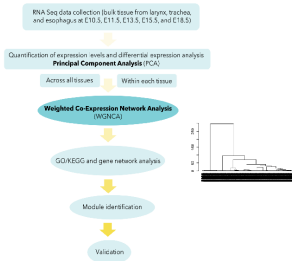 RNA Seq data collection (bulk tissue from larynx, trachea,
and esophagus at E10.5, E11.5, E13.5, E15.5, and E18.5)
Quantification of expression levels and differential expression analysis
Principal Component Analysis (PCA)
Across all tissues
Within each tissue
Weighted Co-Expression Network Analysis
(WGNCA)
GO/KEGG and gene network analysis
Module identification
Validation